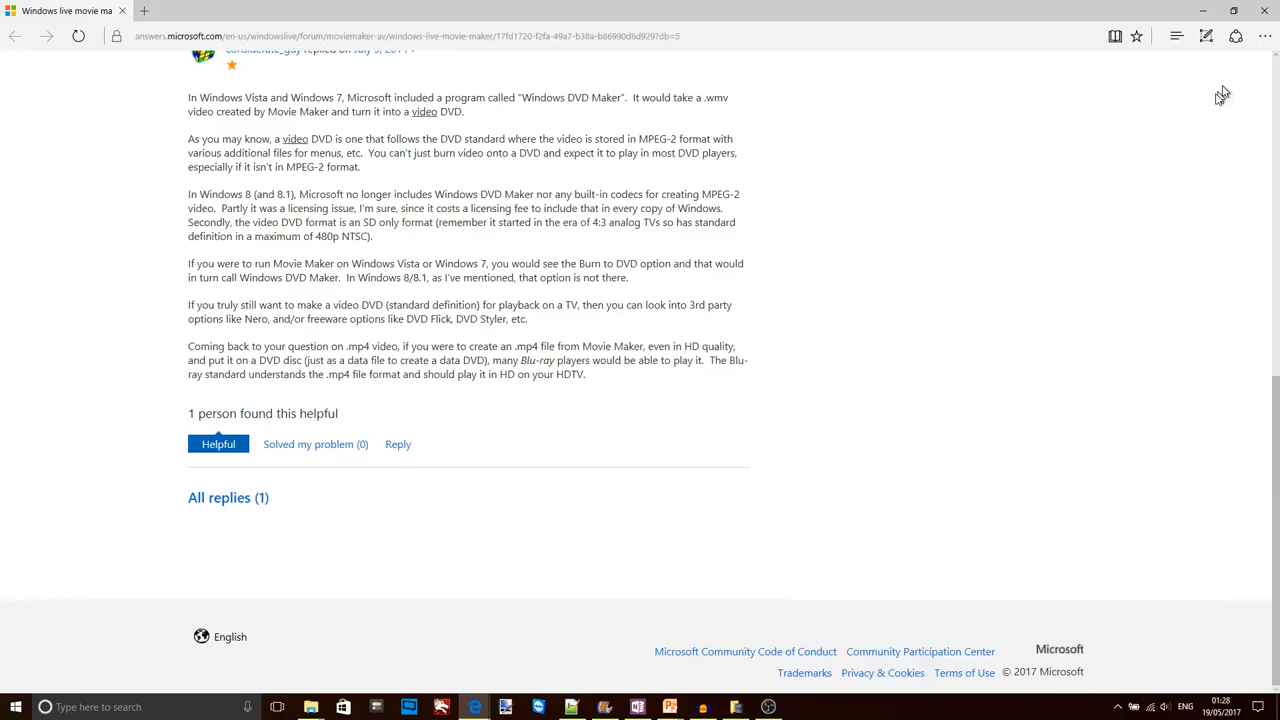 Windows live movie ma
answers.microsoft.com/en-us/windowslive/forum/moviemaker-av/windows-live-movie-maker/17fd1720-f2fa-49a7-b38a-b86990d6d929?db=5
considerate_guy replied on July 5, 2014
In Windows Vista and Windows 7, Microsoft included a program called "Windows DVD Maker".  It would take a .wmv
video created by Movie Maker and turn it into a video DVD.
As you may know, a video DVD is one that follows the DVD standard where the video is stored in MPEG-2 format with
various additional files for menus, etc.  You can't just burn video onto a DVD and expect it to play in most DVD players,
especially if it isn't in MPEG-2 format.
In Windows 8 (and 8.1), Microsoft no longer includes Windows DVD Maker nor any built-in codecs for creating MPEG-2
video.  Partly it was a licensing issue, I'm sure, since it costs a licensing fee to include that in every copy of Windows.
Secondly, the video DVD format is an SD only format (remember it started in the era of 4:3 analog TVs so has standard
definition in a maximum of 480p NTSC).
If you were to run Movie Maker on Windows Vista or Windows 7, you would see the Burn to DVD option and that would
in turn call Windows DVD Maker.  In Windows 8/8.1, as I've mentioned, that option is not there.
If you truly still want to make a video DVD (standard definition) for playback on a TV, then you can look into 3rd party
options like Nero, and/or freeware options like DVD Flick, DVD Styler, etc.
Coming back to your question on .mp4 video, if you were to create an .mp4 file from Movie Maker, even in HD quality,
and put it on a DVD disc (just as a data file to create a data DVD), many Blu-ray players would be able to play it.  The Blu-
ray standard understands the .mp4 file format and should play it in HD on your HDTV.
1 person found this helpful
Helpful Solved my problem (0) Reply
All replies (1)
English
Microsoft Community Code of Conduct Community Participation Center Microsoft
Trademarks Privacy & Cookies Terms of Use © 2017 Microsoft
Type here to search
ENG 01:28
19/05/2017